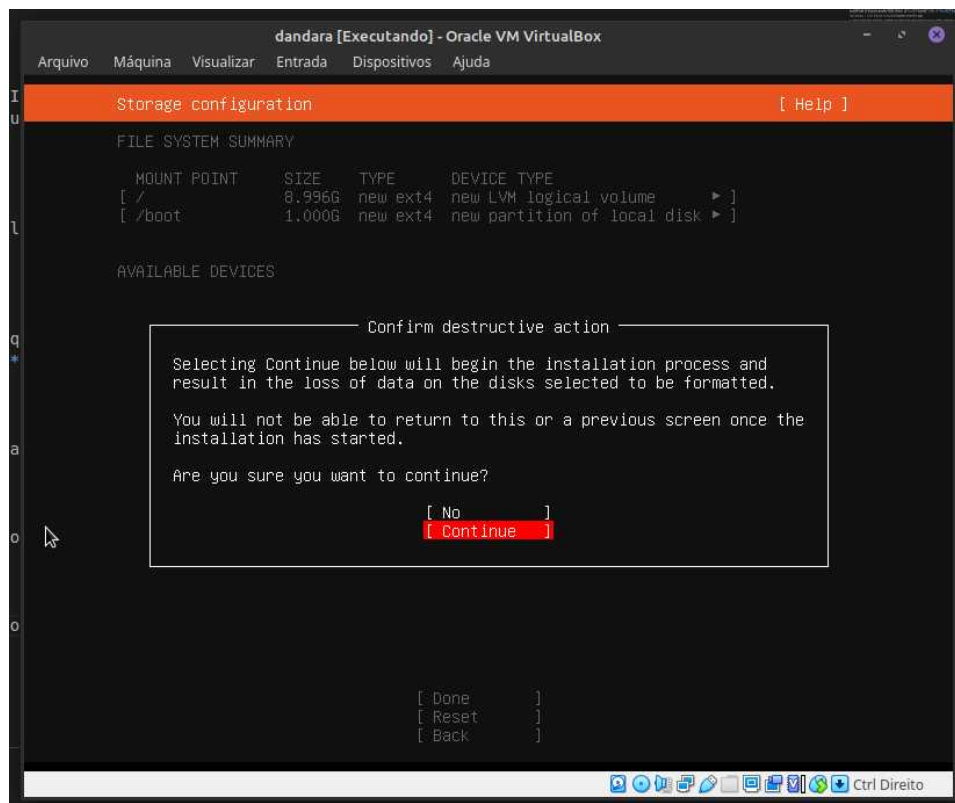 dandara [Executando] - Oracle VM VirtualBox
Arquivo Máquina Visualizar Entrada Dispositivos Ajuda
Storage configuration [ Help ]
FILE SYSTEM SUMMARY
MOUNT POINT SIZE TYPE DEVICE TYPE
[ / 8.996G new ext4 new LVM logical volume ▸ ]
[ /boot 1.000G new ext4 new partition of local disk ▸ ]
AVAILABLE DEVICES
Confirm destructive action
Selecting Continue below will begin the installation process and
result in the loss of data on the disks selected to be formatted.
You will not be able to return to this or a previous screen once the
installation has started.
Are you sure you want to continue?
[ No ]
[ Continue ]
[ Done ]
[ Reset ]
[ Back ]
Ctrl Direito